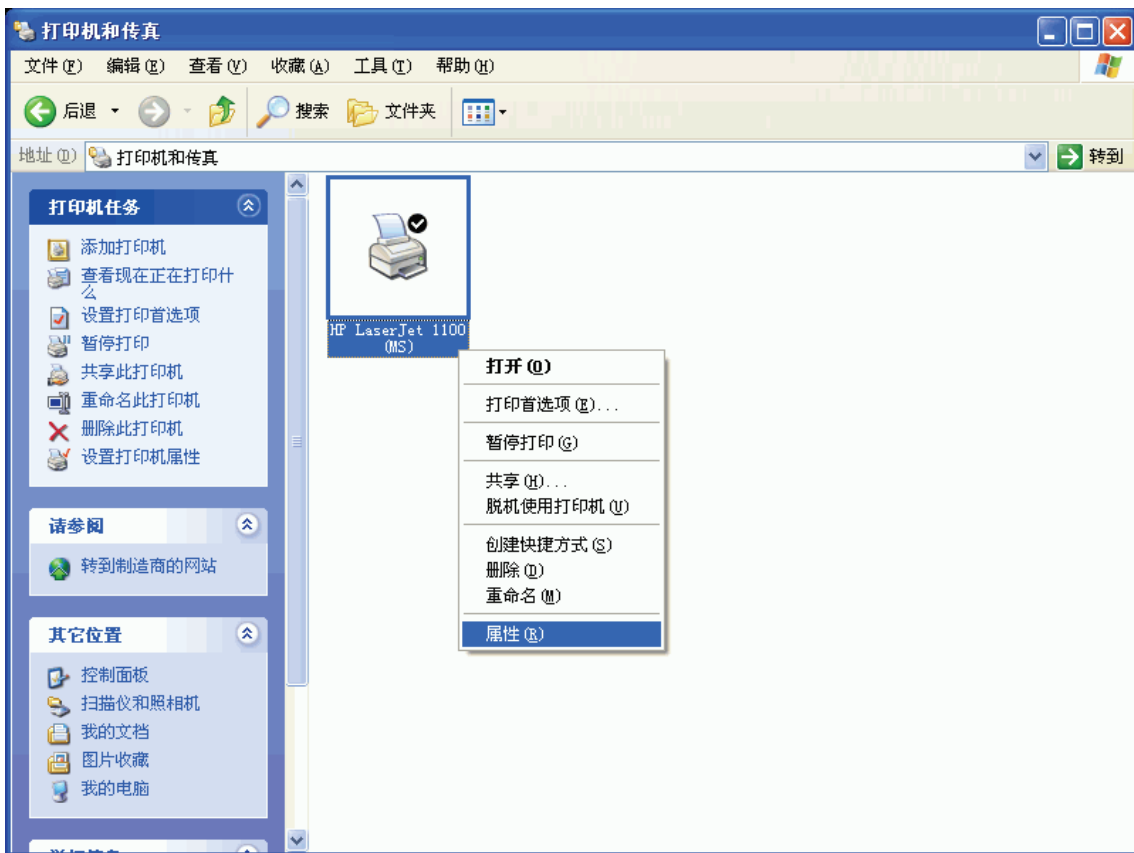 打印机和传真
文件(F) 编辑(E) 查看(V) 收藏(A) 工具(T) 帮助(H)
后退 搜索 文件夹
地址(D) 打印机和传真 转到
打印机任务
添加打印机
查看现在正在打印什
么
设置打印首选项
暂停打印
共享此打印机
重命名此打印机
删除此打印机
设置打印机属性
请参阅
转到制造商的网站
其它位置
控制面板
扫描仪和照相机
我的文档
图片收藏
我的电脑
HP LaserJet 1100
(MS)
打开(O)
打印首选项(E)...
暂停打印(G)
共享(H)...
脱机使用打印机(U)
创建快捷方式(S)
删除(D)
重命名(M)
属性(R)